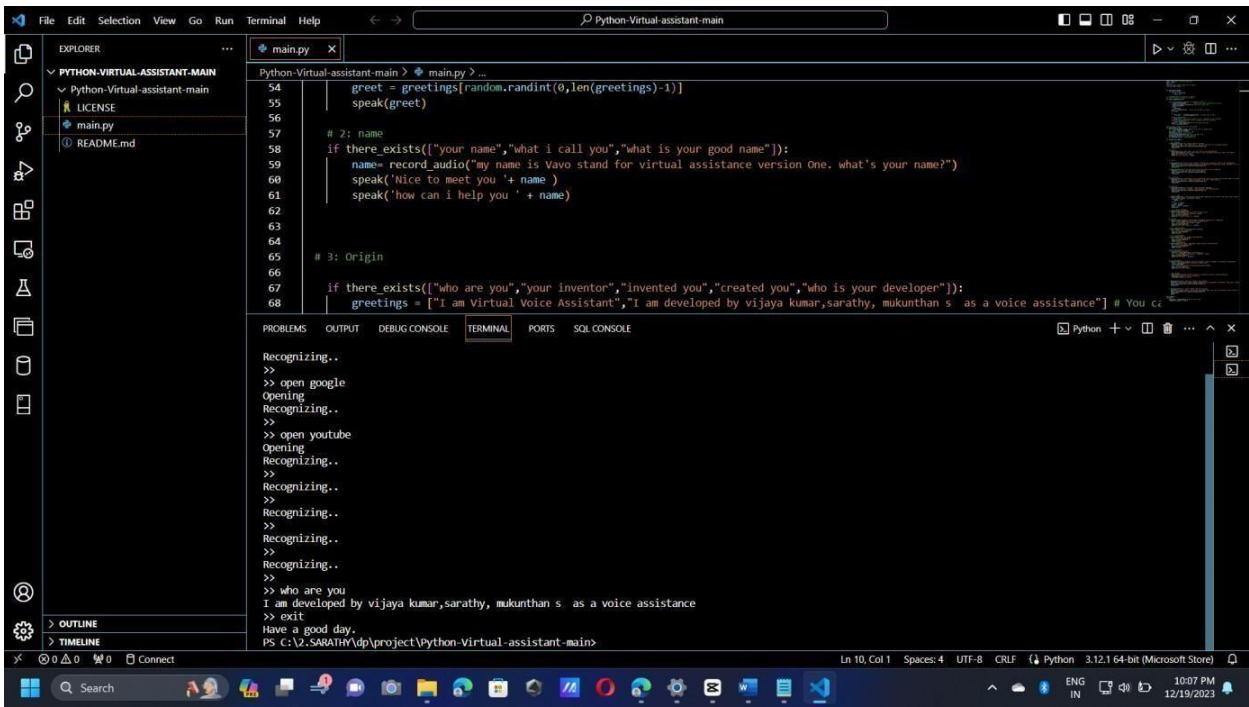 File Edit Selection View Go Run Terminal Help
Python-Virtual-assistant-main
EXPLORER
PYTHON-VIRTUAL-ASSISTANT-MAIN
Python-Virtual-assistant-main
LICENSE
main.py
README.md
OUTLINE
TIMELINE
main.py
Python-Virtual-assistant-main > main.py > ...
54 greet = greetings[random.randint(0,len(greetings)-1)]
55 speak(greet)
56
57 # 2: name
58 if there_exists(["your name","what i call you","what is your good name"]):
59 name= record_audio("my name is Vavo stand for virtual assistance version One. what's your name?")
60 speak('Nice to meet you '+ name )
61 speak('how can i help you ' + name)
62
63
64
65 # 3: Origin
66
67 if there_exists(["who are you","your inventor","invented you","created you","who is your developer"]):
68 greetings = ["I am Virtual Voice Assistant","I am developed by vijaya kumar,sarathy, mukunthan s  as a voice assistance"] # You ca
PROBLEMS OUTPUT DEBUG CONSOLE TERMINAL PORTS SQL CONSOLE
Python
Recognizing..
>>
>> open google
Opening
Recognizing..
>>
>> open youtube
Opening
Recognizing..
>>
Recognizing..
>>
Recognizing..
>>
Recognizing..
>>
Recognizing..
>>
>> who are you
I am developed by vijaya kumar,sarathy, mukunthan s  as a voice assistance
>> exit
Have a good day.
PS C:\2.SARATHY\dp\project\Python-Virtual-assistant-main>
0 0 0 Connect
Ln 10, Col 1 Spaces: 4 UTF-8 CRLF Python 3.12.1 64-bit (Microsoft Store)
Search
ENG
IN
10:07 PM
12/19/2023